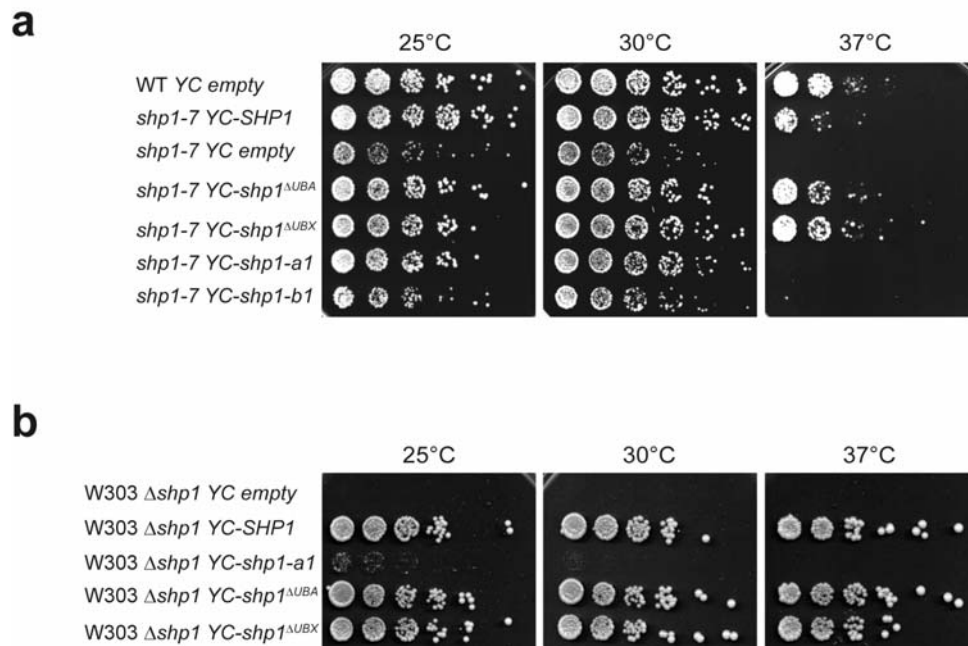 a
25°C 30°C 37°C
WT YC empty
shp1-7 YC-SHP1
shp1-7 YC empty
shp1-7 YC-shp1ΔUBA
shp1-7 YC-shp1ΔUBX
shp1-7 YC-shp1-a1
shp1-7 YC-shp1-b1
b
25°C 30°C 37°C
W303 Δshp1 YC empty
W303 Δshp1 YC-SHP1
W303 Δshp1 YC-shp1-a1
W303 Δshp1 YC-shp1ΔUBA
W303 Δshp1 YC-shp1ΔUBX